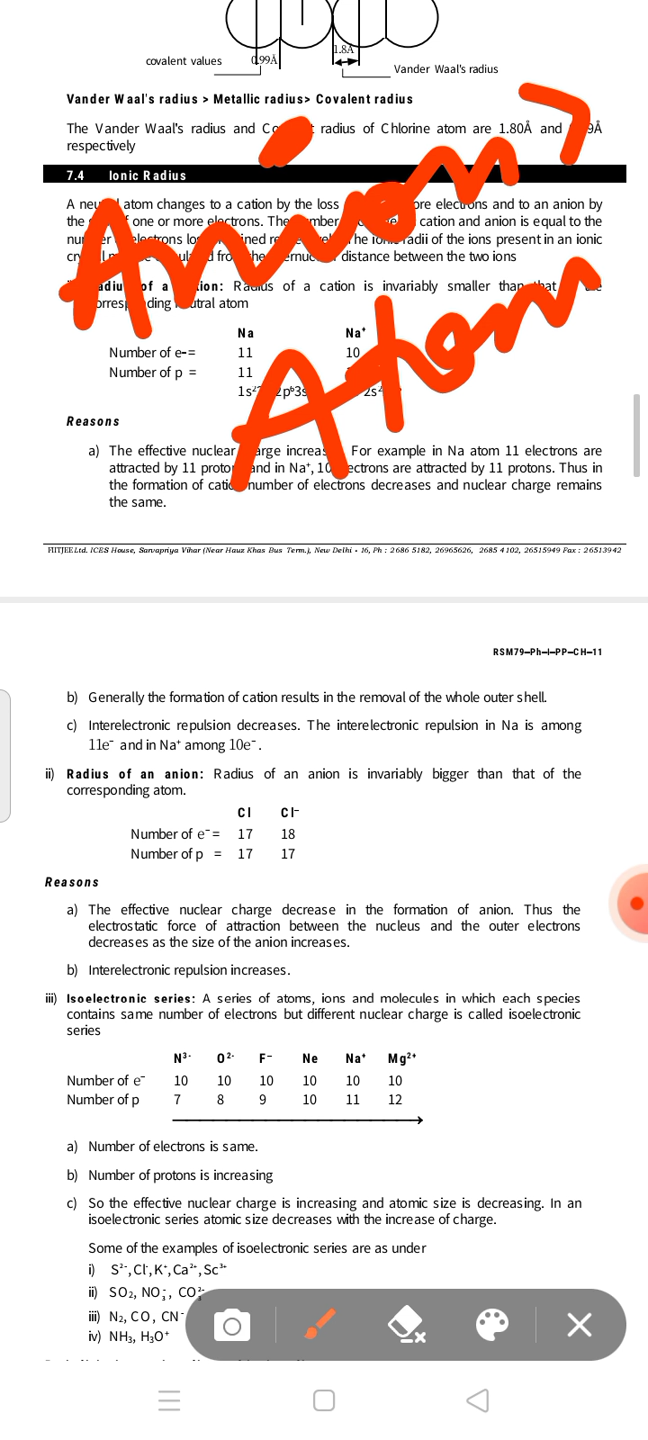 1.8Å
covalent values 0.99Å
Vander Waal's radius
Vander Waal's radius > Metallic radius> Covalent radius
The Vander Waal's radius and radius of Chlorine atom are 1.80Å and
respectively
Anion >
7.4 Ionic Radius
A atom changes to a cation by the loss electrons and to an anion by
the one or more electrons. The cation and anion is equal to the
radii of the ions present in an ionic
distance between the two ions
Atom
of a Radius of a cation is invariably smaller than that
atom
Na Na⁺
Number of e-= 11 10
Number of p = 11
Reasons
a) The effective nuclear For example in Na atom 11 electrons are
attracted by 11 and in Na⁺, electrons are attracted by 11 protons. Thus in
the formation of number of electrons decreases and nuclear charge remains
the same.
FIITJEE Ltd. ICES House, Sarvapriya Vihar (Near Hauz Khas Bus Term.), New Delhi - 16, Ph : 2686 5182, 26965626, 2685 4102, 26515949 Fax : 26513942
RSM79–Ph–I–PP–CH–11
b) Generally the formation of cation results in the removal of the whole outer shell.
c) Interelectronic repulsion decreases. The interelectronic repulsion in Na is among
11e⁻ and in Na⁺ among 10e⁻.
ii) Radius of an anion: Radius of an anion is invariably bigger than that of the
corresponding atom.
Cl Cl⁻
Number of e⁻= 17 18
Number of p = 17 17
Reasons
a) The effective nuclear charge decrease in the formation of anion. Thus the
electrostatic force of attraction between the nucleus and the outer electrons
decreases as the size of the anion increases.
b) Interelectronic repulsion increases.
iii) Isoelectronic series: A series of atoms, ions and molecules in which each species
contains same number of electrons but different nuclear charge is called isoelectronic
series
N³⁻ O²⁻ F⁻ Ne Na⁺ Mg²⁺
Number of e⁻ 10 10 10 10 10 10
Number of p 7 8 9 10 11 12
a) Number of electrons is same.
b) Number of protons is increasing
c) So the effective nuclear charge is increasing and atomic size is decreasing. In an
isoelectronic series atomic size decreases with the increase of charge.
Some of the examples of isoelectronic series are as under
i) S²⁻,Cl⁻,K⁺,Ca²⁺,Sc³⁺
ii) SO₂, NO₃⁻, CO₃²⁻
iii) N₂, CO, CN⁻
iv) NH₃, H₃O⁺